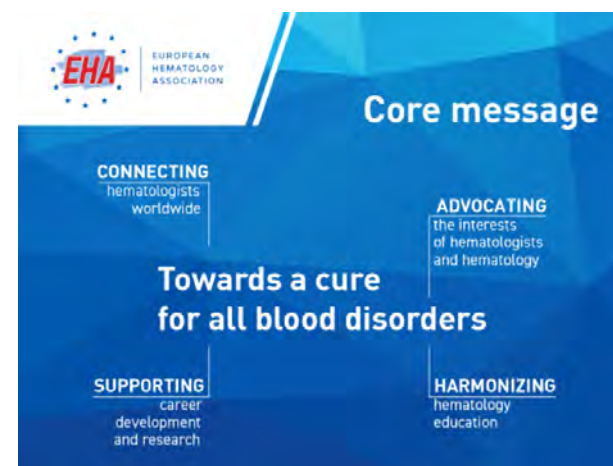 EHA
EUROPEAN
HEMATOLOGY
ASSOCIATION
Core message
CONNECTING
hematologists
worldwide
ADVOCATING
the interests
of hematologists
and hematology
Towards a cure
for all blood disorders
SUPPORTING
career
development
and research
HARMONIZING
hematology
education